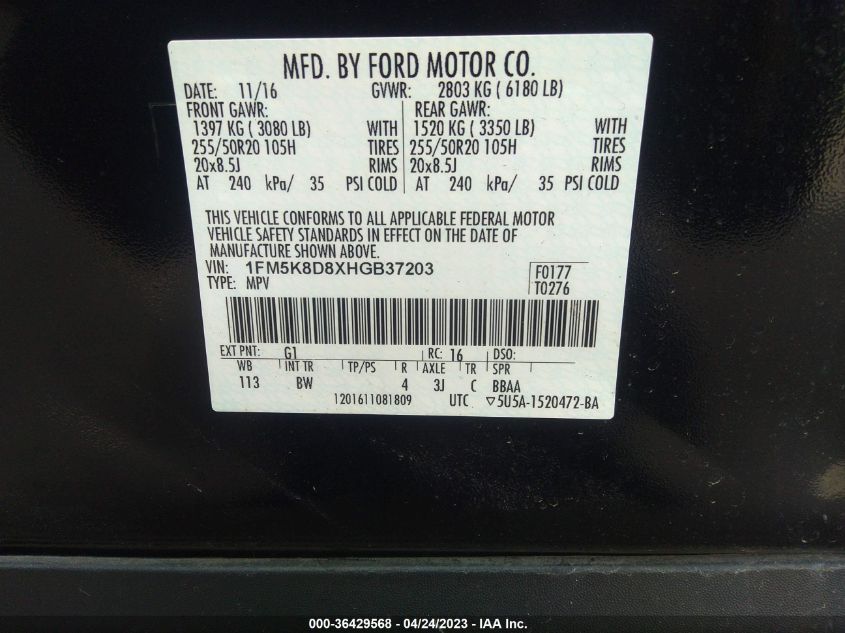 MFD. BY FORD MOTOR CO.
DATE: 11/16 GVWR: 2803 KG ( 6180 LB)
FRONT GAWR: REAR GAWR:
1397 KG ( 3080 LB) WITH 1520 KG ( 3350 LB) WITH
255/50R20 105H TIRES 255/50R20 105H TIRES
20x8.5J RIMS 20x8.5J RIMS
AT 240 kPa/ 35 PSI COLD AT 240 kPa/ 35 PSI COLD
THIS VEHICLE CONFORMS TO ALL APPLICABLE FEDERAL MOTOR
VEHICLE SAFETY STANDARDS IN EFFECT ON THE DATE OF
MANUFACTURE SHOWN ABOVE.
VIN: 1FM5K8D8XHGB37203 F0177
TYPE: MPV T0276
EXT PNT: G1 RC: 16 DSO:
WB INT TR TP/PS R AXLE TR SPR
113 BW 4 3J C BBAA
1201611081809 UTC ▽5U5A-1520472-BA
000-36429568 - 04/24/2023 - IAA Inc.